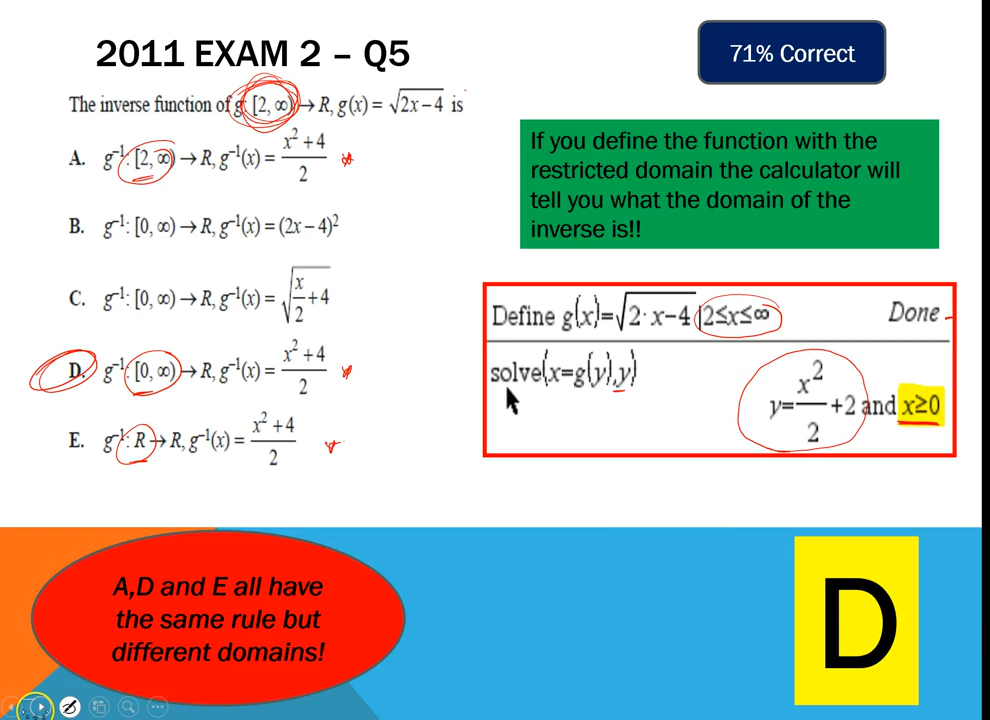 2011 EXAM 2 – Q5
71% Correct
The inverse function of g: [2, ∞) → R, g(x) = √(2x – 4) is
A. g⁻¹: [2, ∞) → R, g⁻¹(x) = (x² + 4)/2
B. g⁻¹: [0, ∞) → R, g⁻¹(x) = (2x – 4)²
C. g⁻¹: [0, ∞) → R, g⁻¹(x) = √(x/2 + 4)
D. g⁻¹: [0, ∞) → R, g⁻¹(x) = (x² + 4)/2
E. g⁻¹: R → R, g⁻¹(x) = (x² + 4)/2
If you define the function with the
restricted domain the calculator will
tell you what the domain of the
inverse is!!
Define g(x)=√(2·x–4) |2≤x≤∞ Done
solve(x=g(y),y)
y=x²/2+2 and x≥0
A,D and E all have
the same rule but
different domains!
D